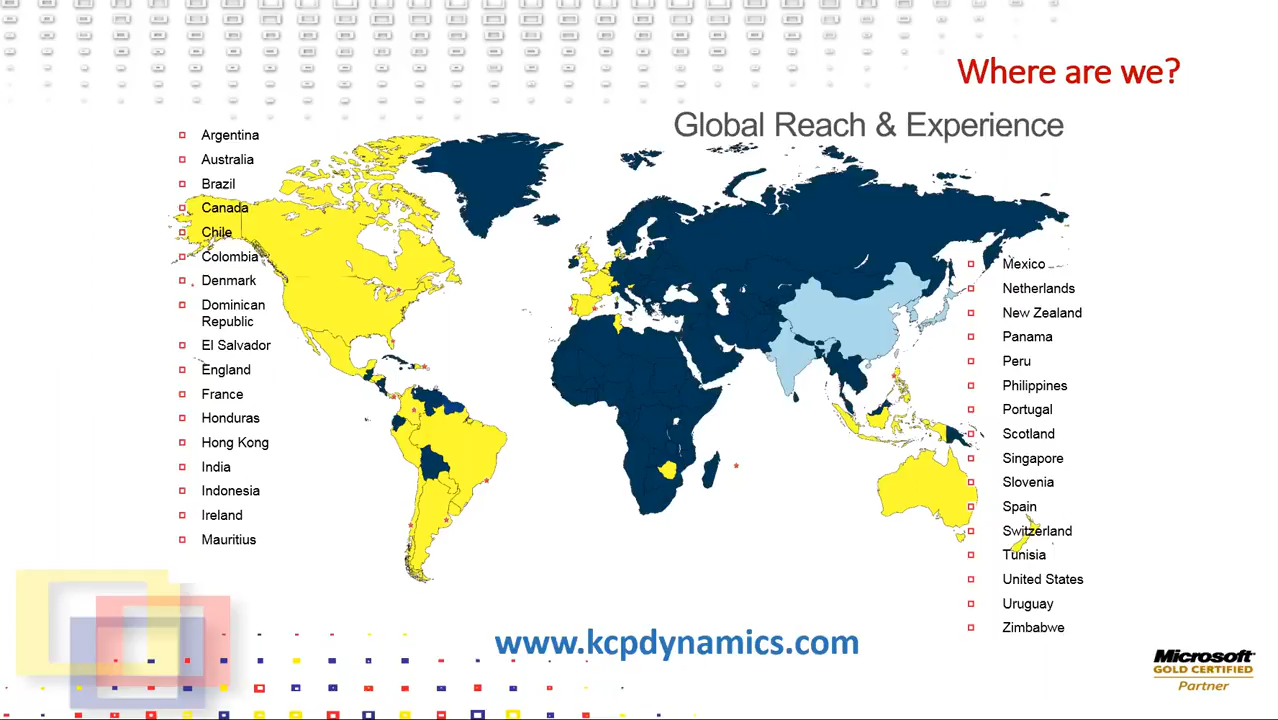 Where are we?
Global Reach & Experience
Argentina
Australia
Brazil
Canada
Chile
Colombia
Denmark
Dominican
Republic
El Salvador
England
France
Honduras
Hong Kong
India
Indonesia
Ireland
Mauritius
Mexico
Netherlands
New Zealand
Panama
Peru
Philippines
Portugal
Scotland
Singapore
Slovenia
Spain
Switzerland
Tunisia
United States
Uruguay
Zimbabwe
www.kcpdynamics.com
Microsoft
GOLD CERTIFIED
Partner